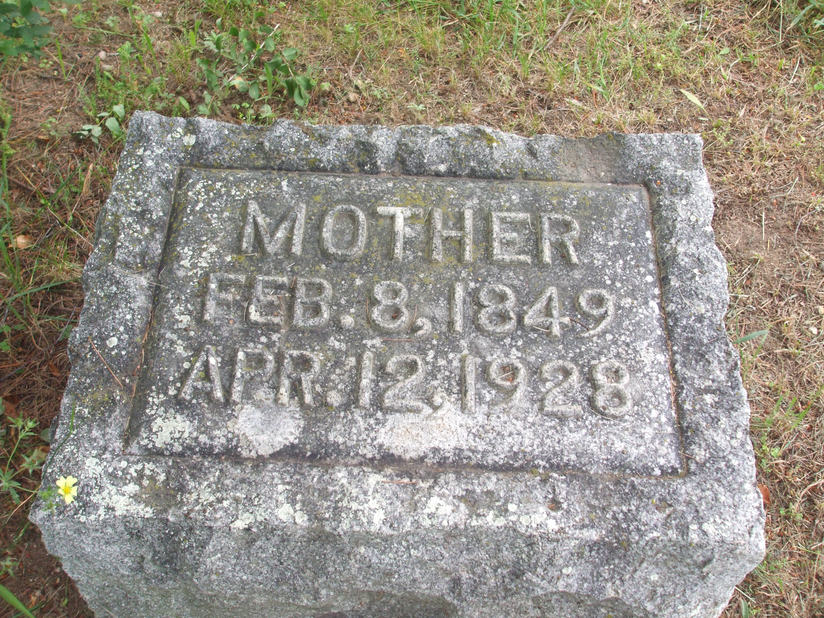 MOTHER
FEB. 8, 1849
APR. 12, 1928